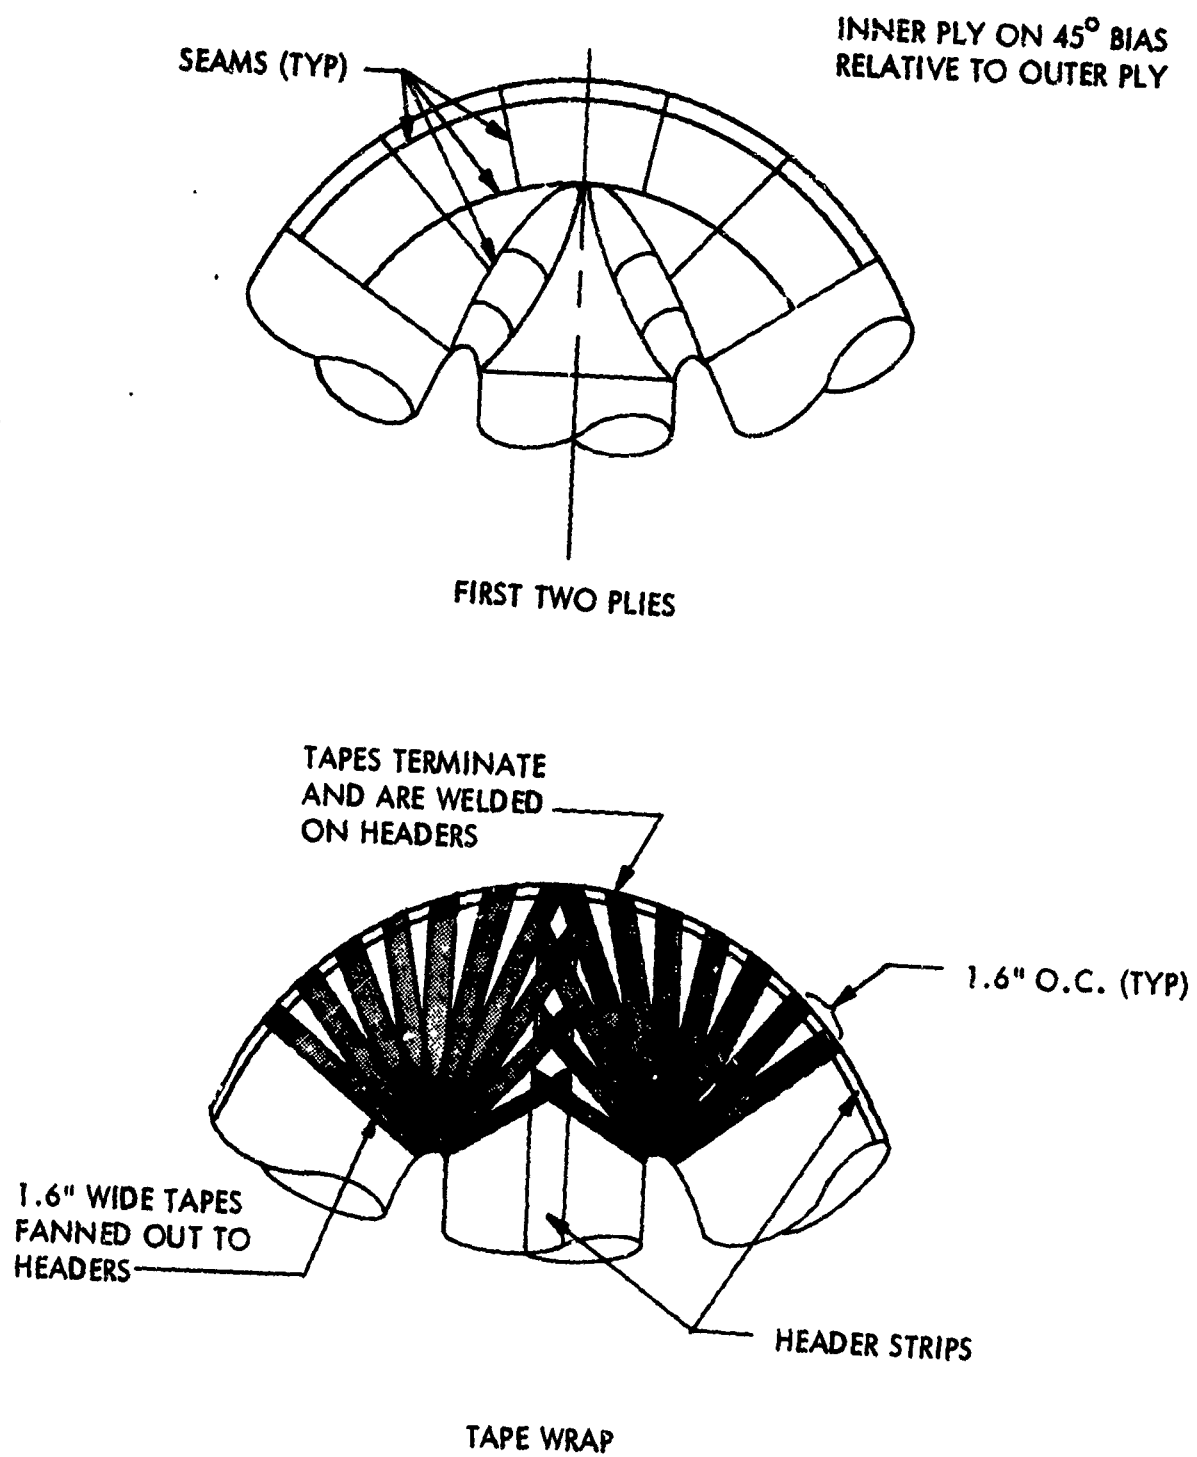 INNER PLY ON 45° BIAS
RELATIVE TO OUTER PLY
SEAMS (TYP)
FIRST TWO PLIES
TAPES TERMINATE
AND ARE WELDED
ON HEADERS
1.6" O.C. (TYP)
1.6" WIDE TAPES
FANNED OUT TO
HEADERS
HEADER STRIPS
TAPE WRAP